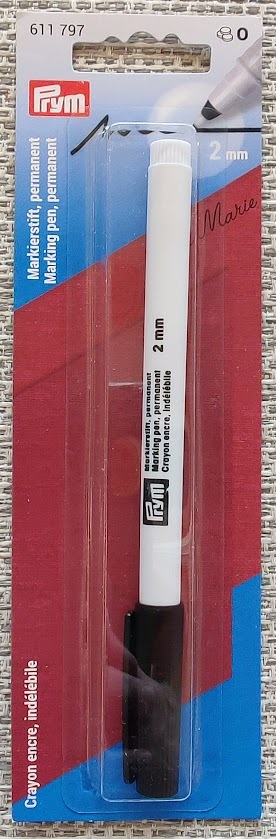 611 797
0
Prym
2 mm
Markierstift, permanent
Marking pen, permanent
Marie
2 mm
Markierstift, permanent
Marking pen, permanent
Crayon encre, indélébile
Prym
Crayon encre, indélébile